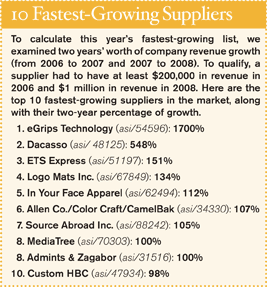 10 Fastest-Growing Suppliers
To calculate this year's fastest-growing list, we
examined two years' worth of company revenue growth
(from 2006 to 2007 and 2007 to 2008). To qualify, a
supplier had to have at least $200,000 in revenue in
2006 and $1 million in revenue in 2008. Here are the
top 10 fastest-growing suppliers in the market, along
with their two-year percentage of growth.
1. eGrips Technology (asi/54596): 1700%
2. Dacasso (asi/ 48125): 548%
3. ETS Express (asi/51197): 151%
4. Logo Mats Inc. (asi/67849): 134%
5. In Your Face Apparel (asi/62494): 112%
6. Allen Co./Color Craft/CamelBak (asi/34330): 107%
7. Source Abroad Inc. (asi/88242): 105%
8. MediaTree (asi/70303): 100%
8. Admints & Zagabor (asi/31516): 100%
10. Custom HBC (asi/47934): 98%